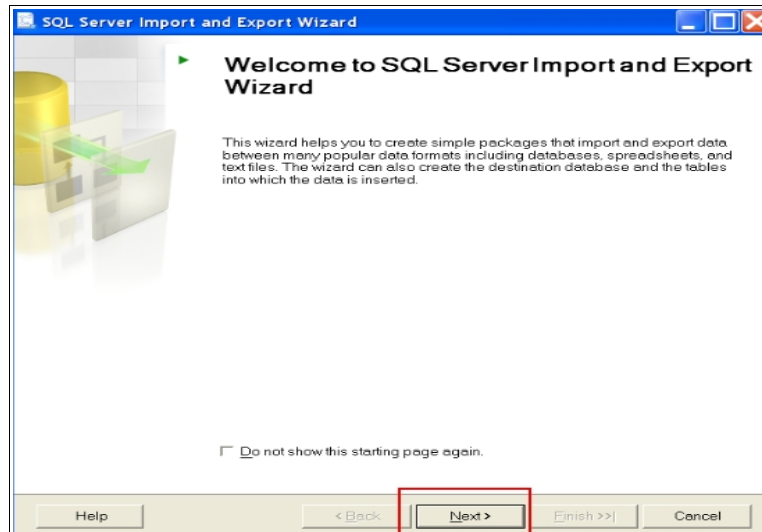 SQL Server Import and Export Wizard
Welcome to SQL Server Import and Export
Wizard
This wizard helps you to create simple packages that import and export data
between many popular data formats including databases, spreadsheets, and
text files. The wizard can also create the destination database and the tables
into which the data is inserted.
Do not show this starting page again.
Help < Back Next > Finish >>| Cancel